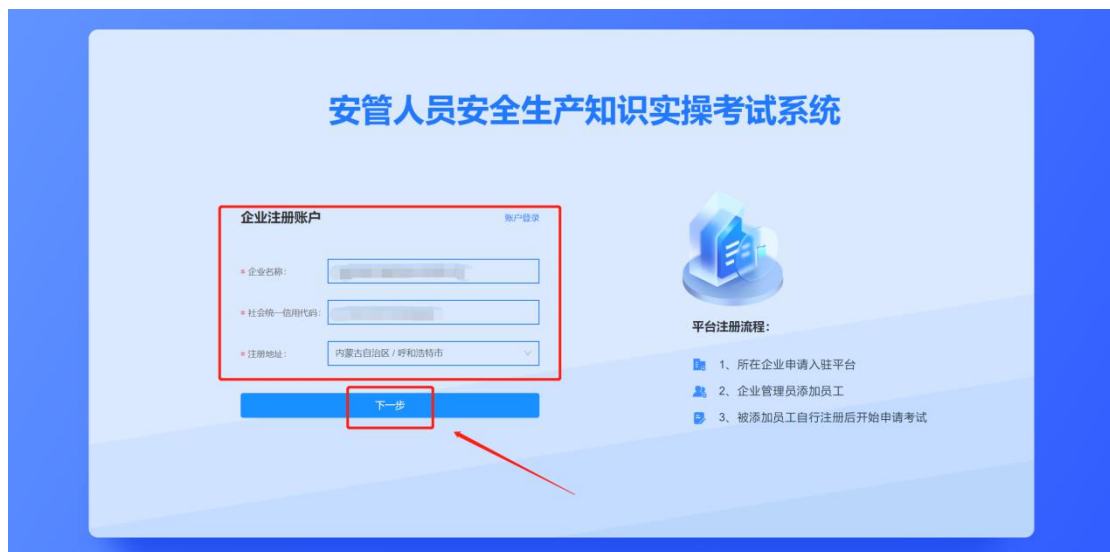 安管人员安全生产知识实操考试系统
企业注册账户
账户登录
* 企业名称:
* 社会统一信用代码:
* 注册地址: 内蒙古自治区 / 呼和浩特市
下一步
平台注册流程:
1、所在企业申请入驻平台
2、企业管理员添加员工
3、被添加员工自行注册后开始申请考试